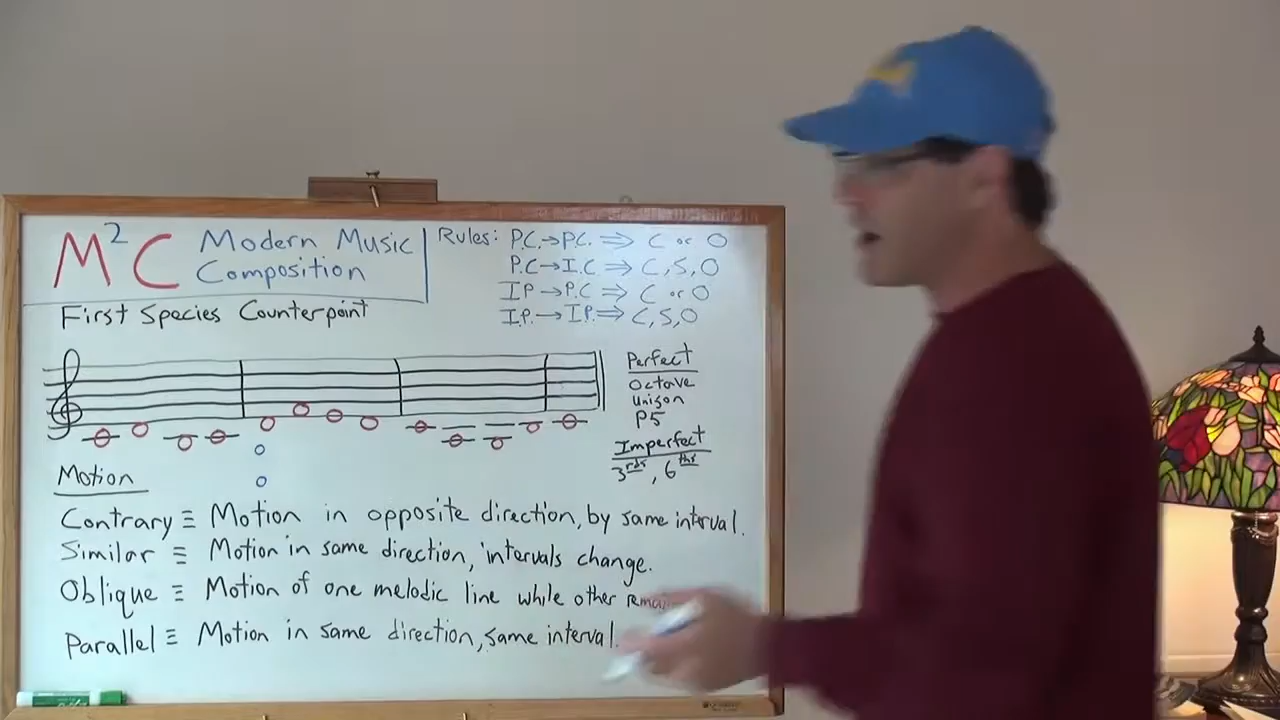 M²C Modern Music Composition
First Species Counterpoint
Rules: P.C.→P.C. ⇒ C or O
P.C→I.C ⇒ C,S,O
I.P→P.C ⇒ C or O
I.P.→I.P. ⇒ C,S,O
Perfect
Octave
Unison
P5
Imperfect
3rds, 6ths
Motion
Contrary ≡ Motion in opposite direction, by same interval.
Similar ≡ Motion in same direction, intervals change.
Oblique ≡ Motion of one melodic line while other rema
Parallel ≡ Motion in same direction, same interval.